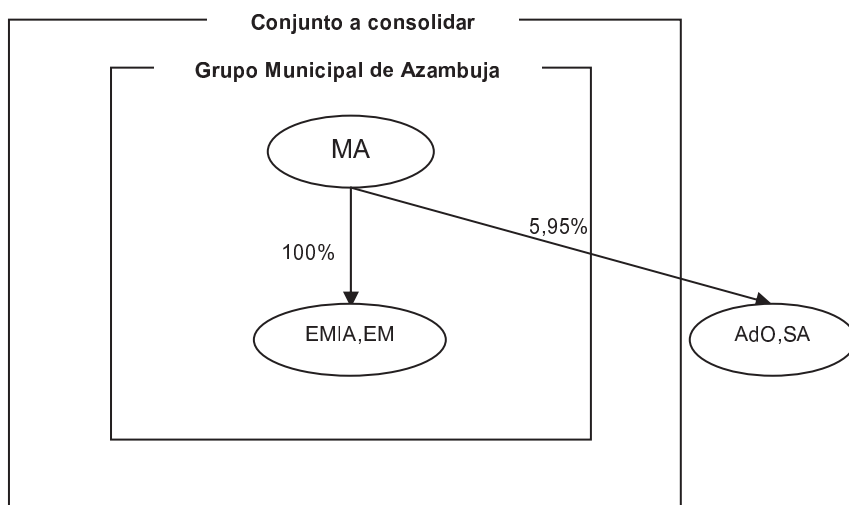 Conjunto a consolidar
Grupo Municipal de Azambuja
MA
5,95%
100%
EMIA,EM
AdO,SA